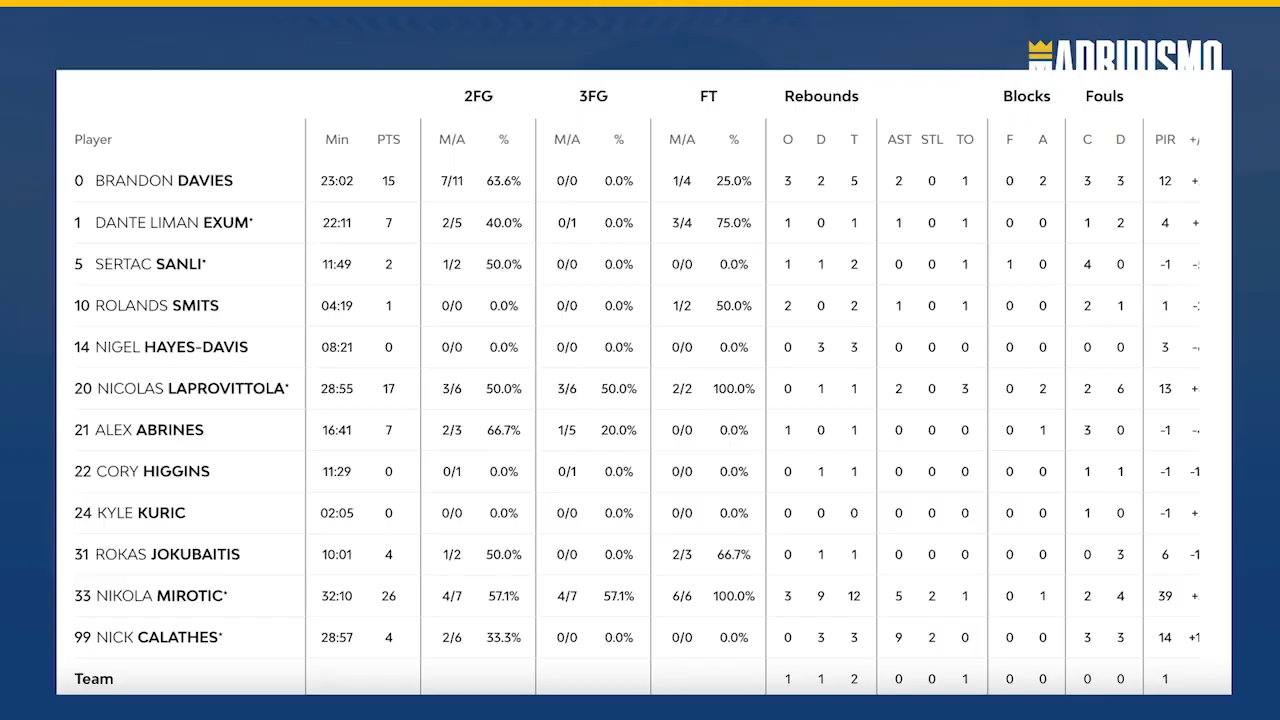 MADRIDISMO
2FG 3FG FT Rebounds Blocks Fouls
Player Min PTS M/A % M/A % M/A % O D T AST STL TO F A C D PIR +/
0 BRANDON DAVIES 23:02 15 7/11 63.6% 0/0 0.0% 1/4 25.0% 3 2 5 2 0 1 0 2 3 3 12 +
1 DANTE LIMAN EXUM* 22:11 7 2/5 40.0% 0/1 0.0% 3/4 75.0% 1 0 1 1 0 1 0 0 1 2 4 +
5 SERTAC SANLI* 11:49 2 1/2 50.0% 0/0 0.0% 0/0 0.0% 1 1 2 0 0 1 1 0 4 0 -1 -
10 ROLANDS SMITS 04:19 1 0/0 0.0% 0/0 0.0% 1/2 50.0% 2 0 2 1 0 1 0 0 2 1 1 -
14 NIGEL HAYES-DAVIS 08:21 0 0/0 0.0% 0/0 0.0% 0/0 0.0% 0 3 3 0 0 0 0 0 0 0 3 -
20 NICOLAS LAPROVITTOLA* 28:55 17 3/6 50.0% 3/6 50.0% 2/2 100.0% 0 1 1 2 0 3 0 2 2 6 13 +
21 ALEX ABRINES 16:41 7 2/3 66.7% 1/5 20.0% 0/0 0.0% 1 0 1 0 0 0 0 1 3 0 -1 -
22 CORY HIGGINS 11:29 0 0/1 0.0% 0/1 0.0% 0/0 0.0% 0 1 1 0 0 0 0 0 1 1 -1 -1
24 KYLE KURIC 02:05 0 0/0 0.0% 0/0 0.0% 0/0 0.0% 0 0 0 0 0 0 0 0 1 0 -1 +
31 ROKAS JOKUBAITIS 10:01 4 1/2 50.0% 0/0 0.0% 2/3 66.7% 0 1 1 0 0 0 0 0 0 3 6 -1
33 NIKOLA MIROTIC* 32:10 26 4/7 57.1% 4/7 57.1% 6/6 100.0% 3 9 12 5 2 1 0 1 2 4 39 +
99 NICK CALATHES* 28:57 4 2/6 33.3% 0/0 0.0% 0/0 0.0% 0 3 3 9 2 0 0 0 3 3 14 +1
Team 1 1 2 0 0 1 0 0 0 0 1